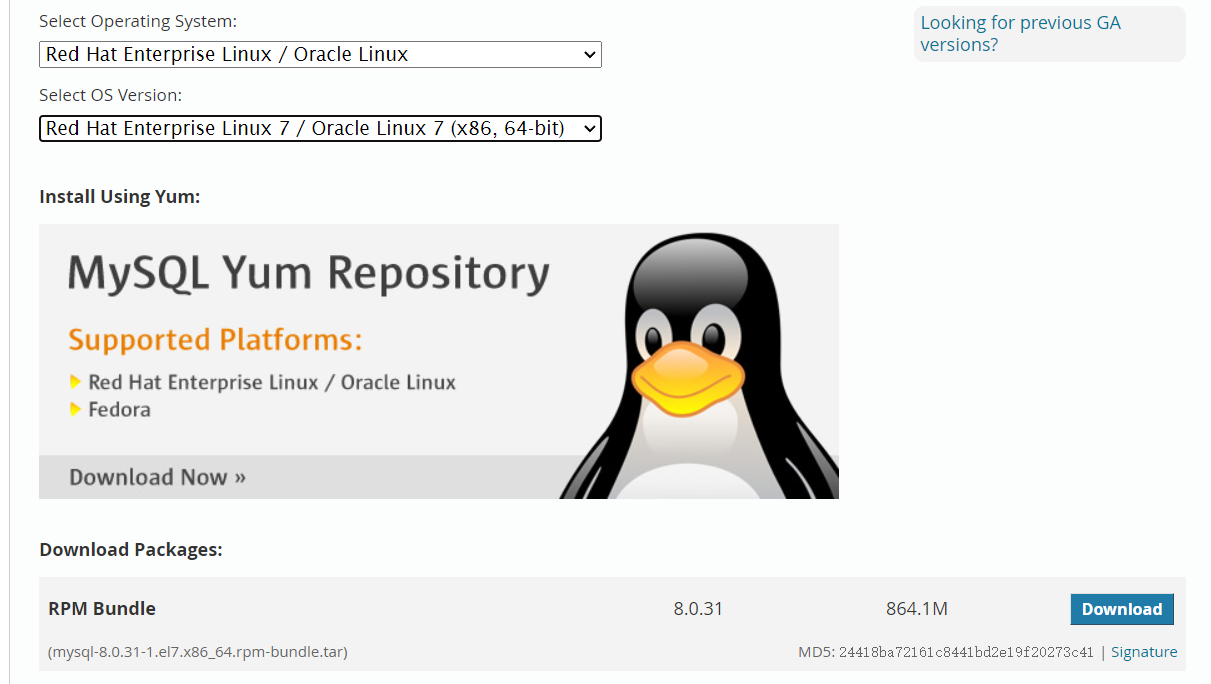 Select Operating System:
Looking for previous GA
versions?
Red Hat Enterprise Linux / Oracle Linux
Select OS Version:
Red Hat Enterprise Linux 7 / Oracle Linux 7 (x86, 64-bit)
Install Using Yum:
MySQL Yum Repository
Supported Platforms:
Red Hat Enterprise Linux / Oracle Linux
Fedora
Download Now »
Download Packages:
RPM Bundle 8.0.31 864.1M Download
(mysql-8.0.31-1.el7.x86_64.rpm-bundle.tar) MD5: 24418ba72161c8441bd2e19f20273c41 | Signature